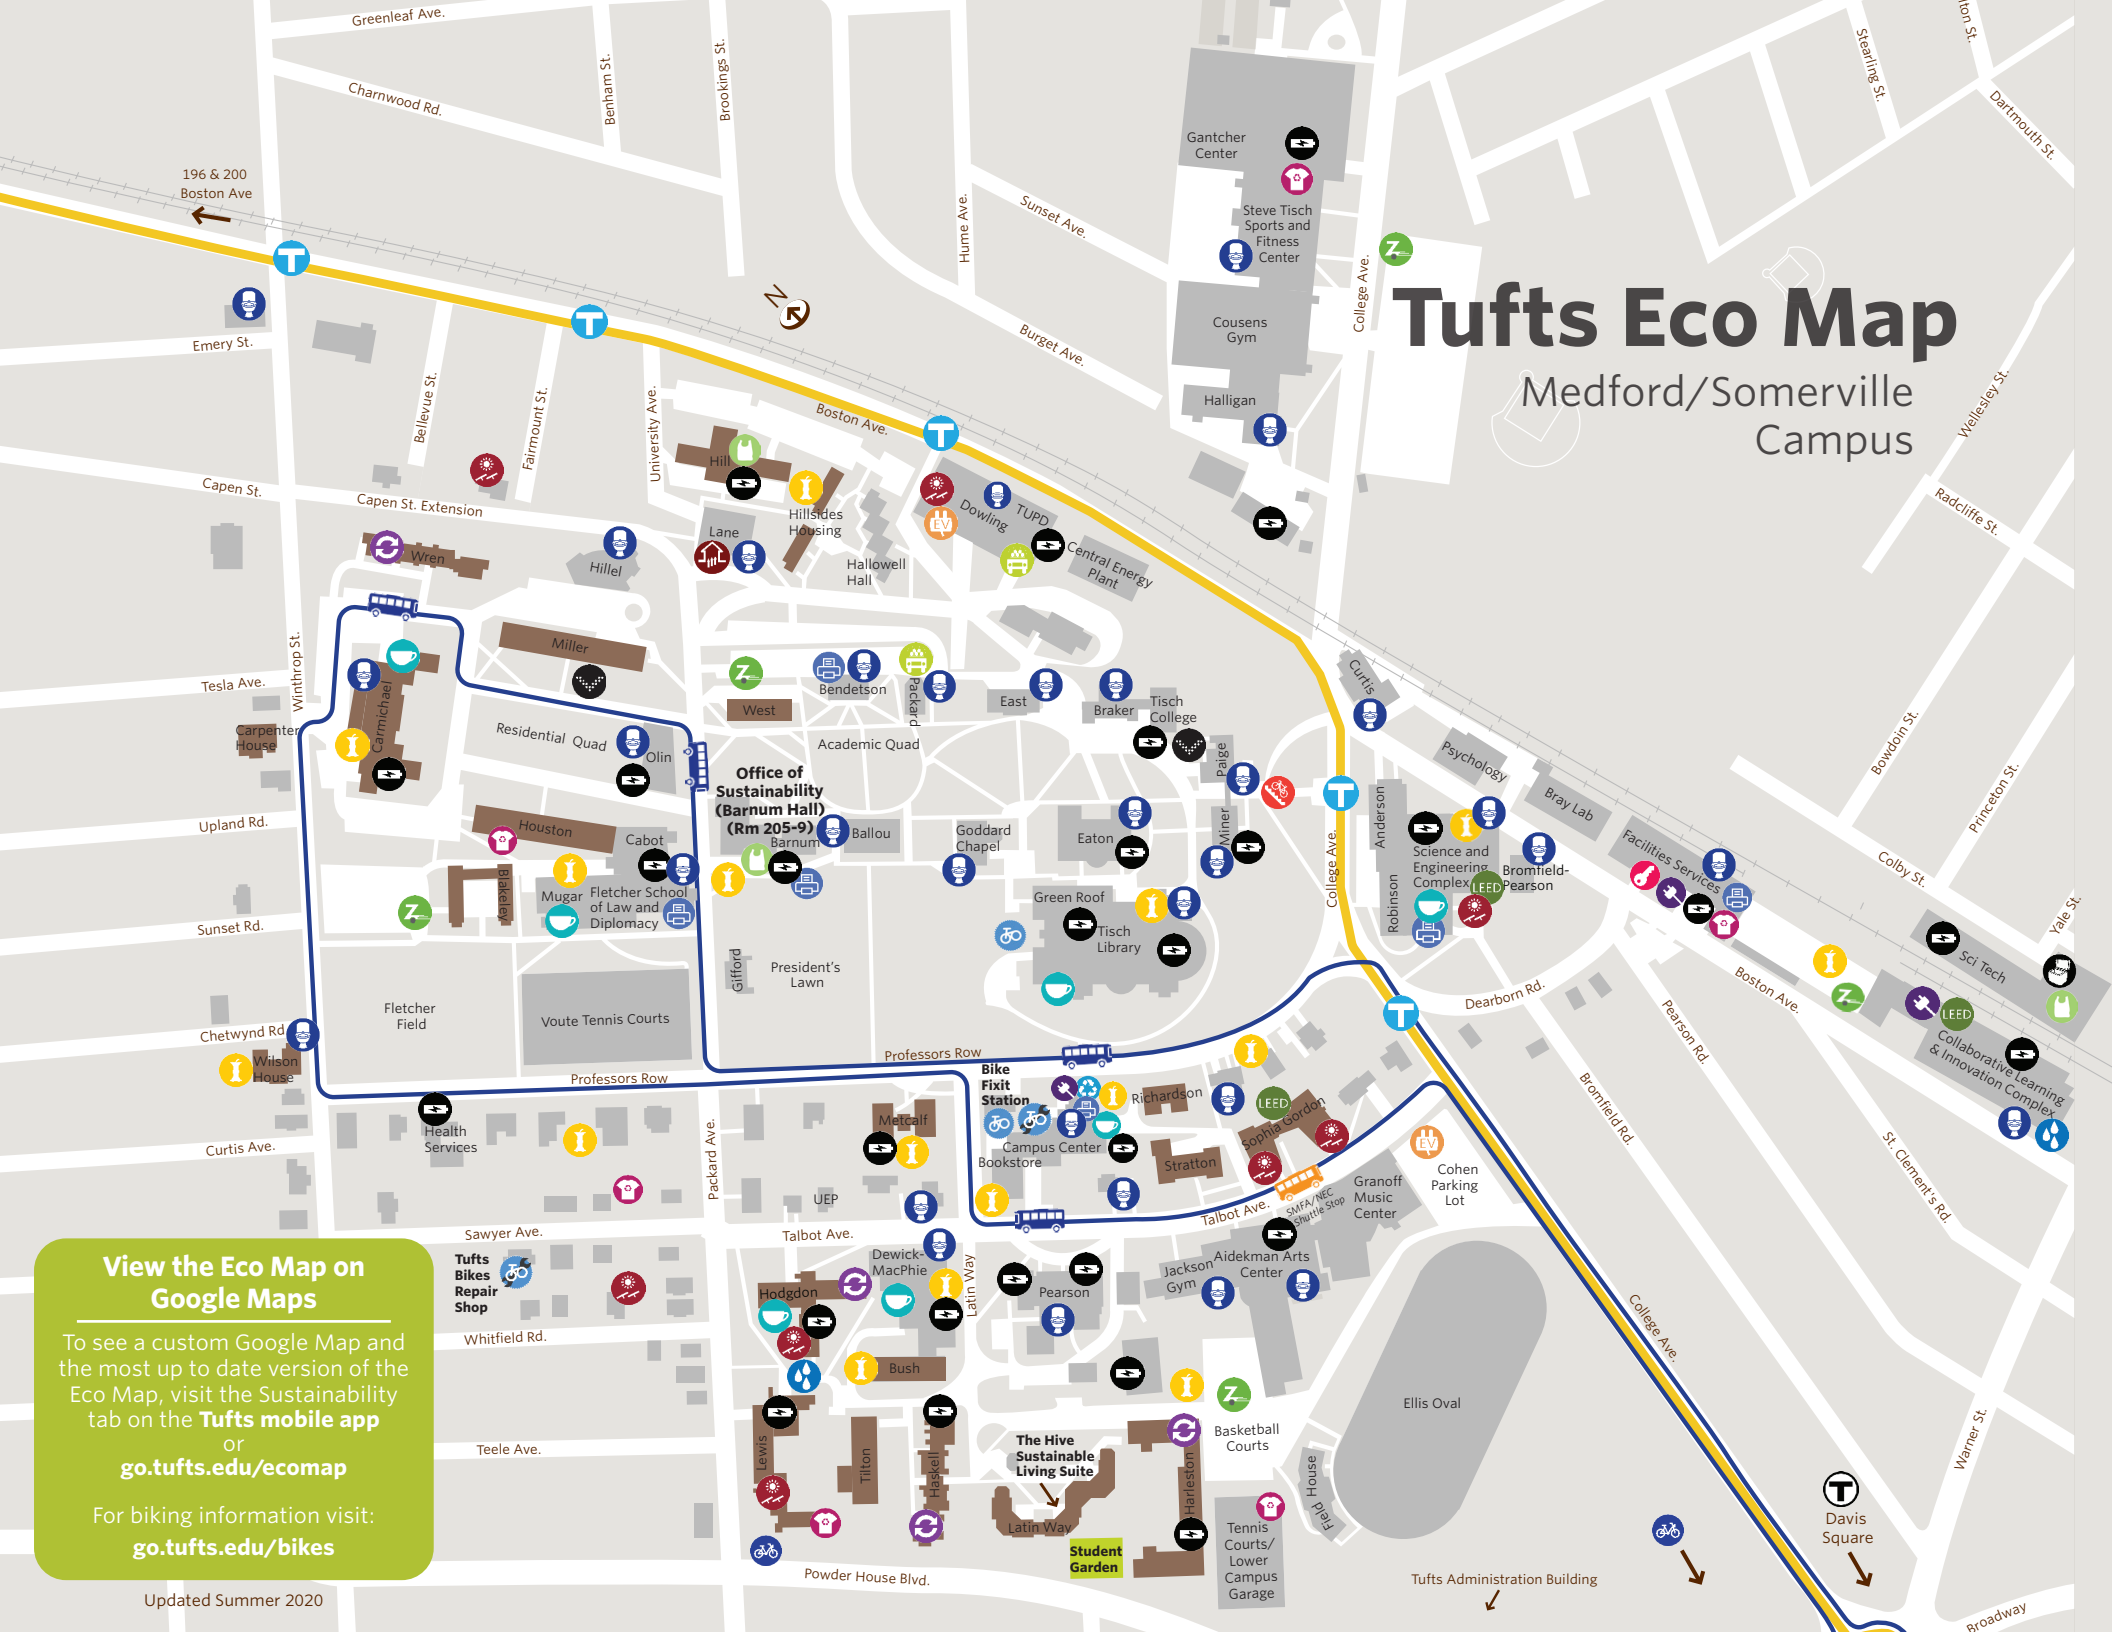 Greenleaf Ave.
Charnwood Rd.
Benham St.
Brookings St.
Hume Ave.
Sunset Ave.
Burget Ave.
Stearling St.
lton St.
Dartmouth St.
196 & 200
Boston Ave
T
T
T
N
Gantcher
Center
Steve Tisch
Sports and
Fitness
Center
Cousens
Gym
Halligan
College Ave.
Z
Tufts Eco Map
Medford/Somerville
Campus
Wellesley St.
Radcliffe St.
Emery St.
Bellevue St.
Fairmount St.
University Ave.
Boston Ave.
Capen St.
Capen St. Extension
Hill
Hillsides
Housing
Lane
Hallowell
Hall
Dowling
TUPD
EV
Central Energy
Plant
Wren
Hillel
Winthrop St.
Miller
Tesla Ave.
Carmichael
Carpenter
House
Residential Quad
Olin
Z
West
Bendetson
Packard
East
Braker
Tisch
College
Academic Quad
Paige
Curtis
Psychology
Bray Lab
Bowdoin St.
Princeton St.
Colby St.
Yale St.
Office of
Sustainability
(Barnum Hall)
(Rm 205-9)
Barnum
Ballou
Goddard
Chapel
Eaton
Miner
T
College Ave.
Anderson
Robinson
Science and
Engineering
Complex
LEED
Bromfield-
Pearson
Facilities Services
Upland Rd.
Houston
Cabot
Blakeley
Mugar
Fletcher School
of Law and
Diplomacy
Z
Green Roof
Tisch
Library
Sunset Rd.
Gifford
President's
Lawn
Fletcher
Field
Voute Tennis Courts
Chetwynd Rd
Wilson
House
Professors Row
Professors Row
T
Dearborn Rd.
Boston Ave.
Z
LEED
Sci Tech
Collaborative Learning
& Innovation Complex
Pearson Rd.
Bromfield Rd.
St. Clement's Rd.
Bike
Fixit
Station
Richardson
LEED
Sophia Gordon
Campus Center
Bookstore
Stratton
EV
Cohen
Parking
Lot
Granoff
Music
Center
SMFA/NEC
Shuttle Stop
Talbot Ave.
Health
Services
Curtis Ave.
Packard Ave.
Metcalf
UEP
Sawyer Ave.
Talbot Ave.
Tufts
Bikes
Repair
Shop
Whitfield Rd.
Dewick-
MacPhie
Latin Way
Hodgdon
Bush
Pearson
Jackson
Gym
Aidekman Arts
Center
Z
Basketball
Courts
Ellis Oval
College Ave.
Warner St.
Teele Ave.
Lewis
Tilton
Haskell
The Hive
Sustainable
Living Suite
Latin Way
Harleston
Student
Garden
Tennis
Courts/
Lower
Campus
Garage
Field House
Powder House Blvd.
Tufts Administration Building
T
Davis
Square
Broadway
View the Eco Map on
Google Maps
To see a custom Google Map and
the most up to date version of the
Eco Map, visit the Sustainability
tab on the Tufts mobile app
or
go.tufts.edu/ecomap
For biking information visit:
go.tufts.edu/bikes
Updated Summer 2020